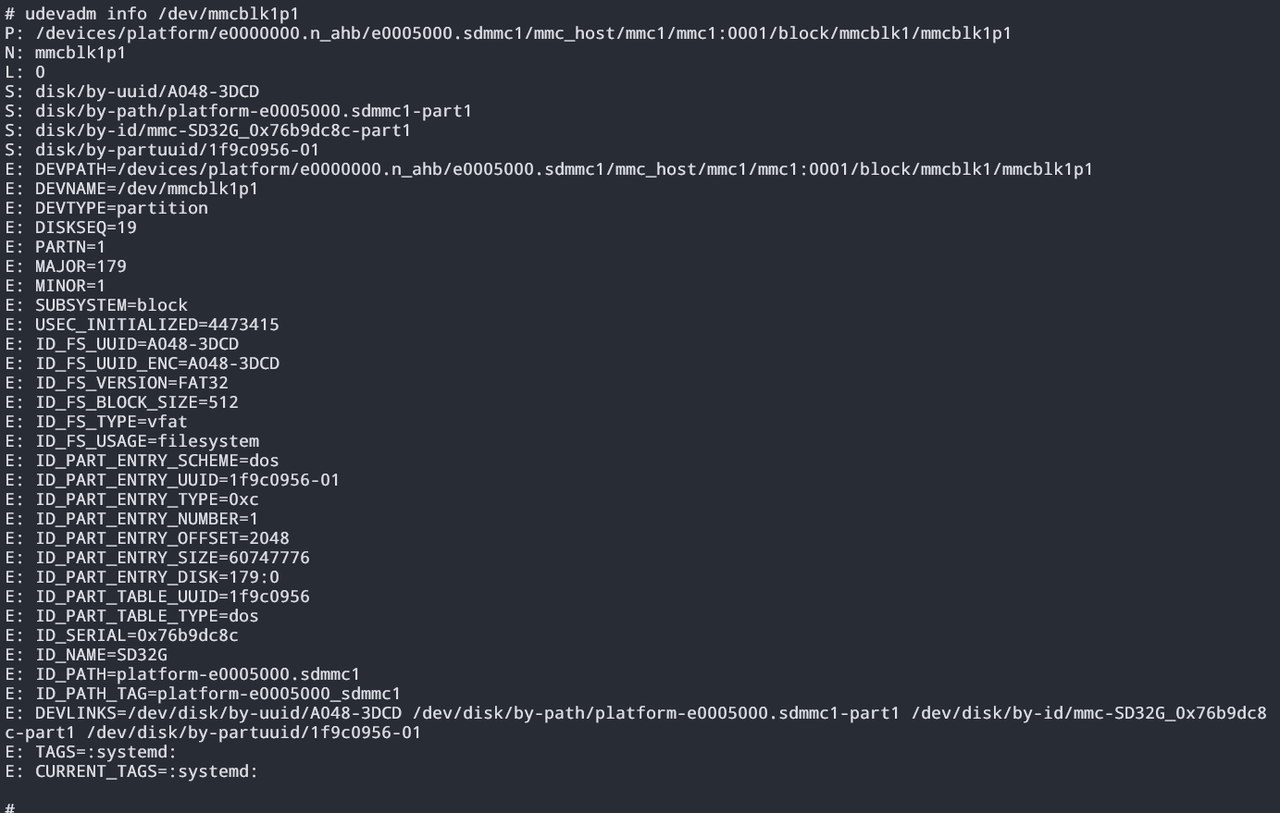 # udevadm info /dev/mmcblk1p1
P: /devices/platform/e0000000.n_ahb/e0005000.sdmmc1/mmc_host/mmc1/mmc1:0001/block/mmcblk1/mmcblk1p1
N: mmcblk1p1
L: 0
S: disk/by-uuid/A048-3DCD
S: disk/by-path/platform-e0005000.sdmmc1-part1
S: disk/by-id/mmc-SD32G_0x76b9dc8c-part1
S: disk/by-partuuid/1f9c0956-01
E: DEVPATH=/devices/platform/e0000000.n_ahb/e0005000.sdmmc1/mmc_host/mmc1/mmc1:0001/block/mmcblk1/mmcblk1p1
E: DEVNAME=/dev/mmcblk1p1
E: DEVTYPE=partition
E: DISKSEQ=19
E: PARTN=1
E: MAJOR=179
E: MINOR=1
E: SUBSYSTEM=block
E: USEC_INITIALIZED=4473415
E: ID_FS_UUID=A048-3DCD
E: ID_FS_UUID_ENC=A048-3DCD
E: ID_FS_VERSION=FAT32
E: ID_FS_BLOCK_SIZE=512
E: ID_FS_TYPE=vfat
E: ID_FS_USAGE=filesystem
E: ID_PART_ENTRY_SCHEME=dos
E: ID_PART_ENTRY_UUID=1f9c0956-01
E: ID_PART_ENTRY_TYPE=0xc
E: ID_PART_ENTRY_NUMBER=1
E: ID_PART_ENTRY_OFFSET=2048
E: ID_PART_ENTRY_SIZE=60747776
E: ID_PART_ENTRY_DISK=179:0
E: ID_PART_TABLE_UUID=1f9c0956
E: ID_PART_TABLE_TYPE=dos
E: ID_SERIAL=0x76b9dc8c
E: ID_NAME=SD32G
E: ID_PATH=platform-e0005000.sdmmc1
E: ID_PATH_TAG=platform-e0005000_sdmmc1
E: DEVLINKS=/dev/disk/by-uuid/A048-3DCD /dev/disk/by-path/platform-e0005000.sdmmc1-part1 /dev/disk/by-id/mmc-SD32G_0x76b9dc8
c-part1 /dev/disk/by-partuuid/1f9c0956-01
E: TAGS=:systemd:
E: CURRENT_TAGS=:systemd:
#